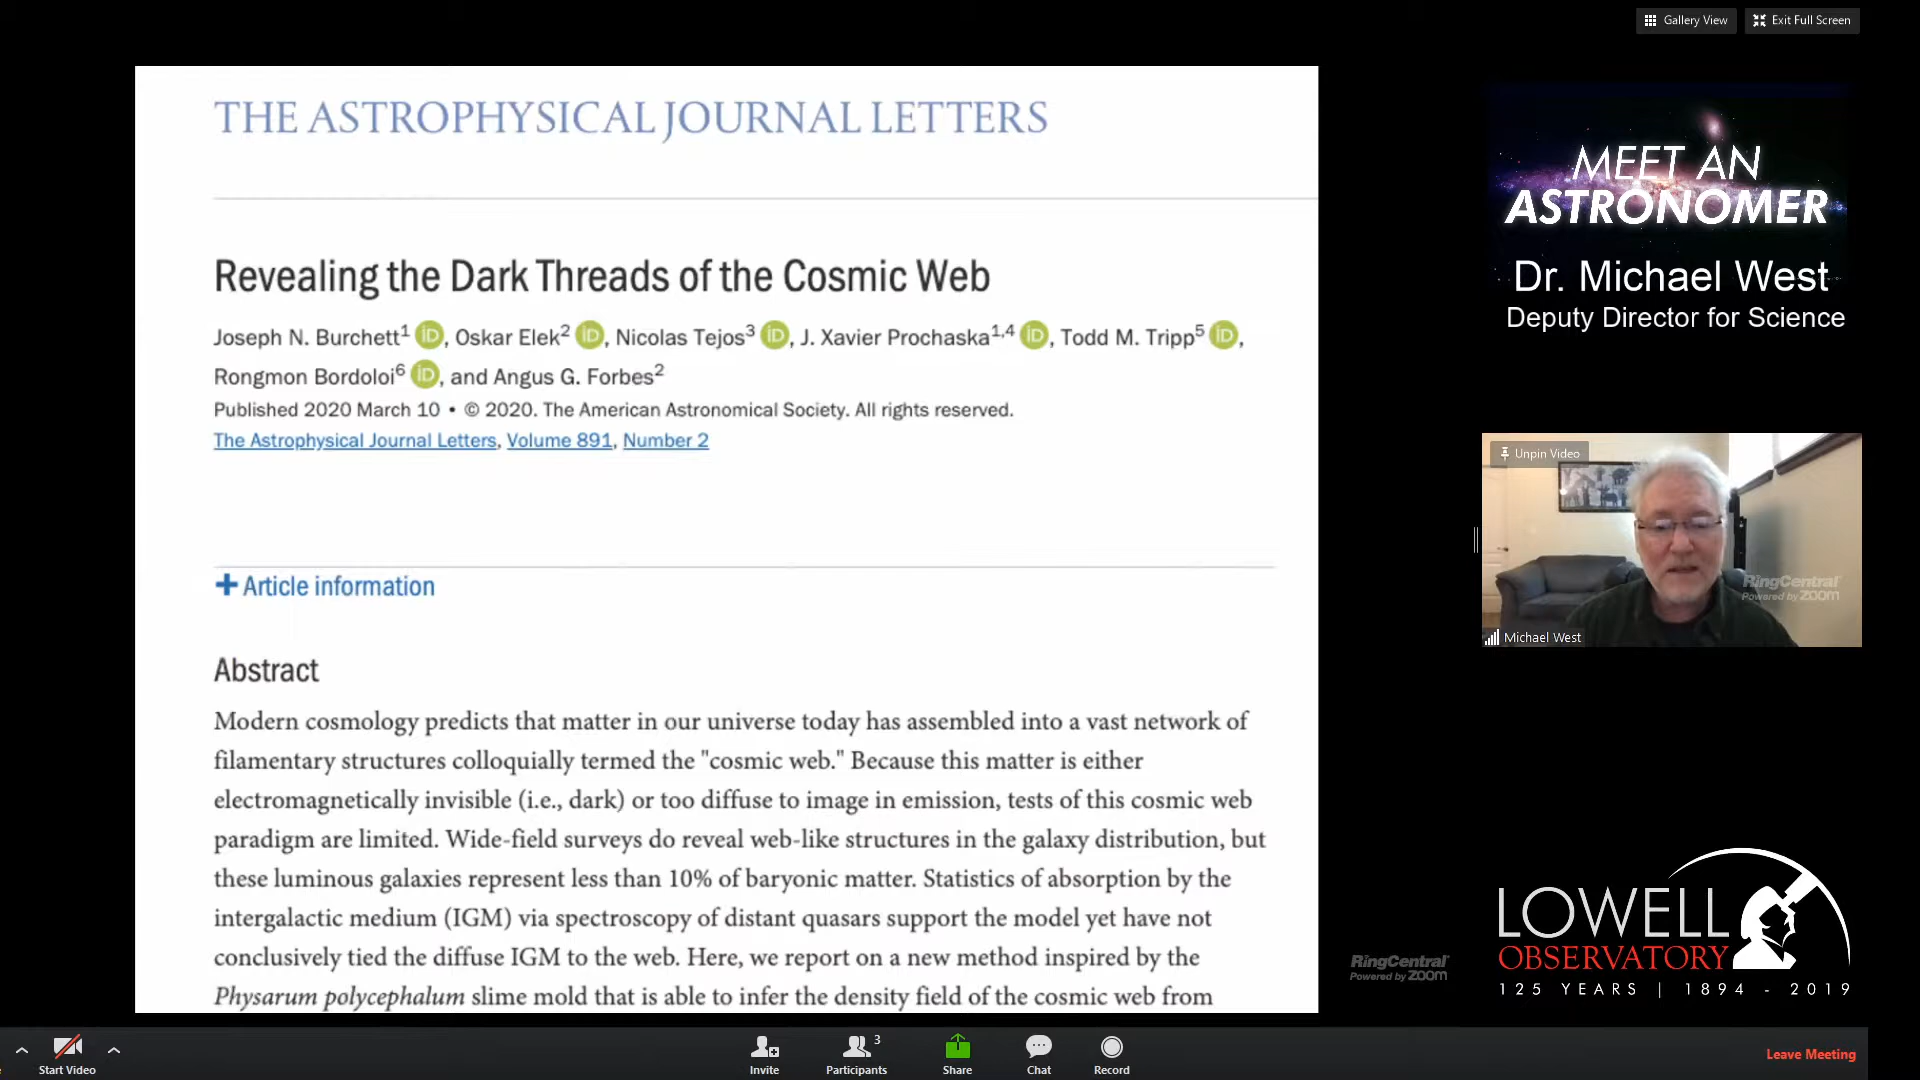 Gallery View
Exit Full Screen
THE ASTROPHYSICAL JOURNAL LETTERS
Revealing the Dark Threads of the Cosmic Web
Joseph N. Burchett1 iD, Oskar Elek2 iD, Nicolas Tejos3 iD, J. Xavier Prochaska1,4 iD, Todd M. Tripp5 iD,
Rongmon Bordoloi6 iD, and Angus G. Forbes2
Published 2020 March 10 • © 2020. The American Astronomical Society. All rights reserved.
The Astrophysical Journal Letters, Volume 891, Number 2
+ Article information
Abstract
Modern cosmology predicts that matter in our universe today has assembled into a vast network of
filamentary structures colloquially termed the "cosmic web." Because this matter is either
electromagnetically invisible (i.e., dark) or too diffuse to image in emission, tests of this cosmic web
paradigm are limited. Wide-field surveys do reveal web-like structures in the galaxy distribution, but
these luminous galaxies represent less than 10% of baryonic matter. Statistics of absorption by the
intergalactic medium (IGM) via spectroscopy of distant quasars support the model yet have not
conclusively tied the diffuse IGM to the web. Here, we report on a new method inspired by the
Physarum polycephalum slime mold that is able to infer the density field of the cosmic web from
MEET AN
ASTRONOMER
Dr. Michael West
Deputy Director for Science
Unpin Video
RingCentral
Powered by ZOOM
Michael West
RingCentral
Powered by ZOOM
LOWELL
OBSERVATORY
125 YEARS | 1894 - 2019
Start Video
Invite
Participants
3
Share
Chat
Record
Leave Meeting